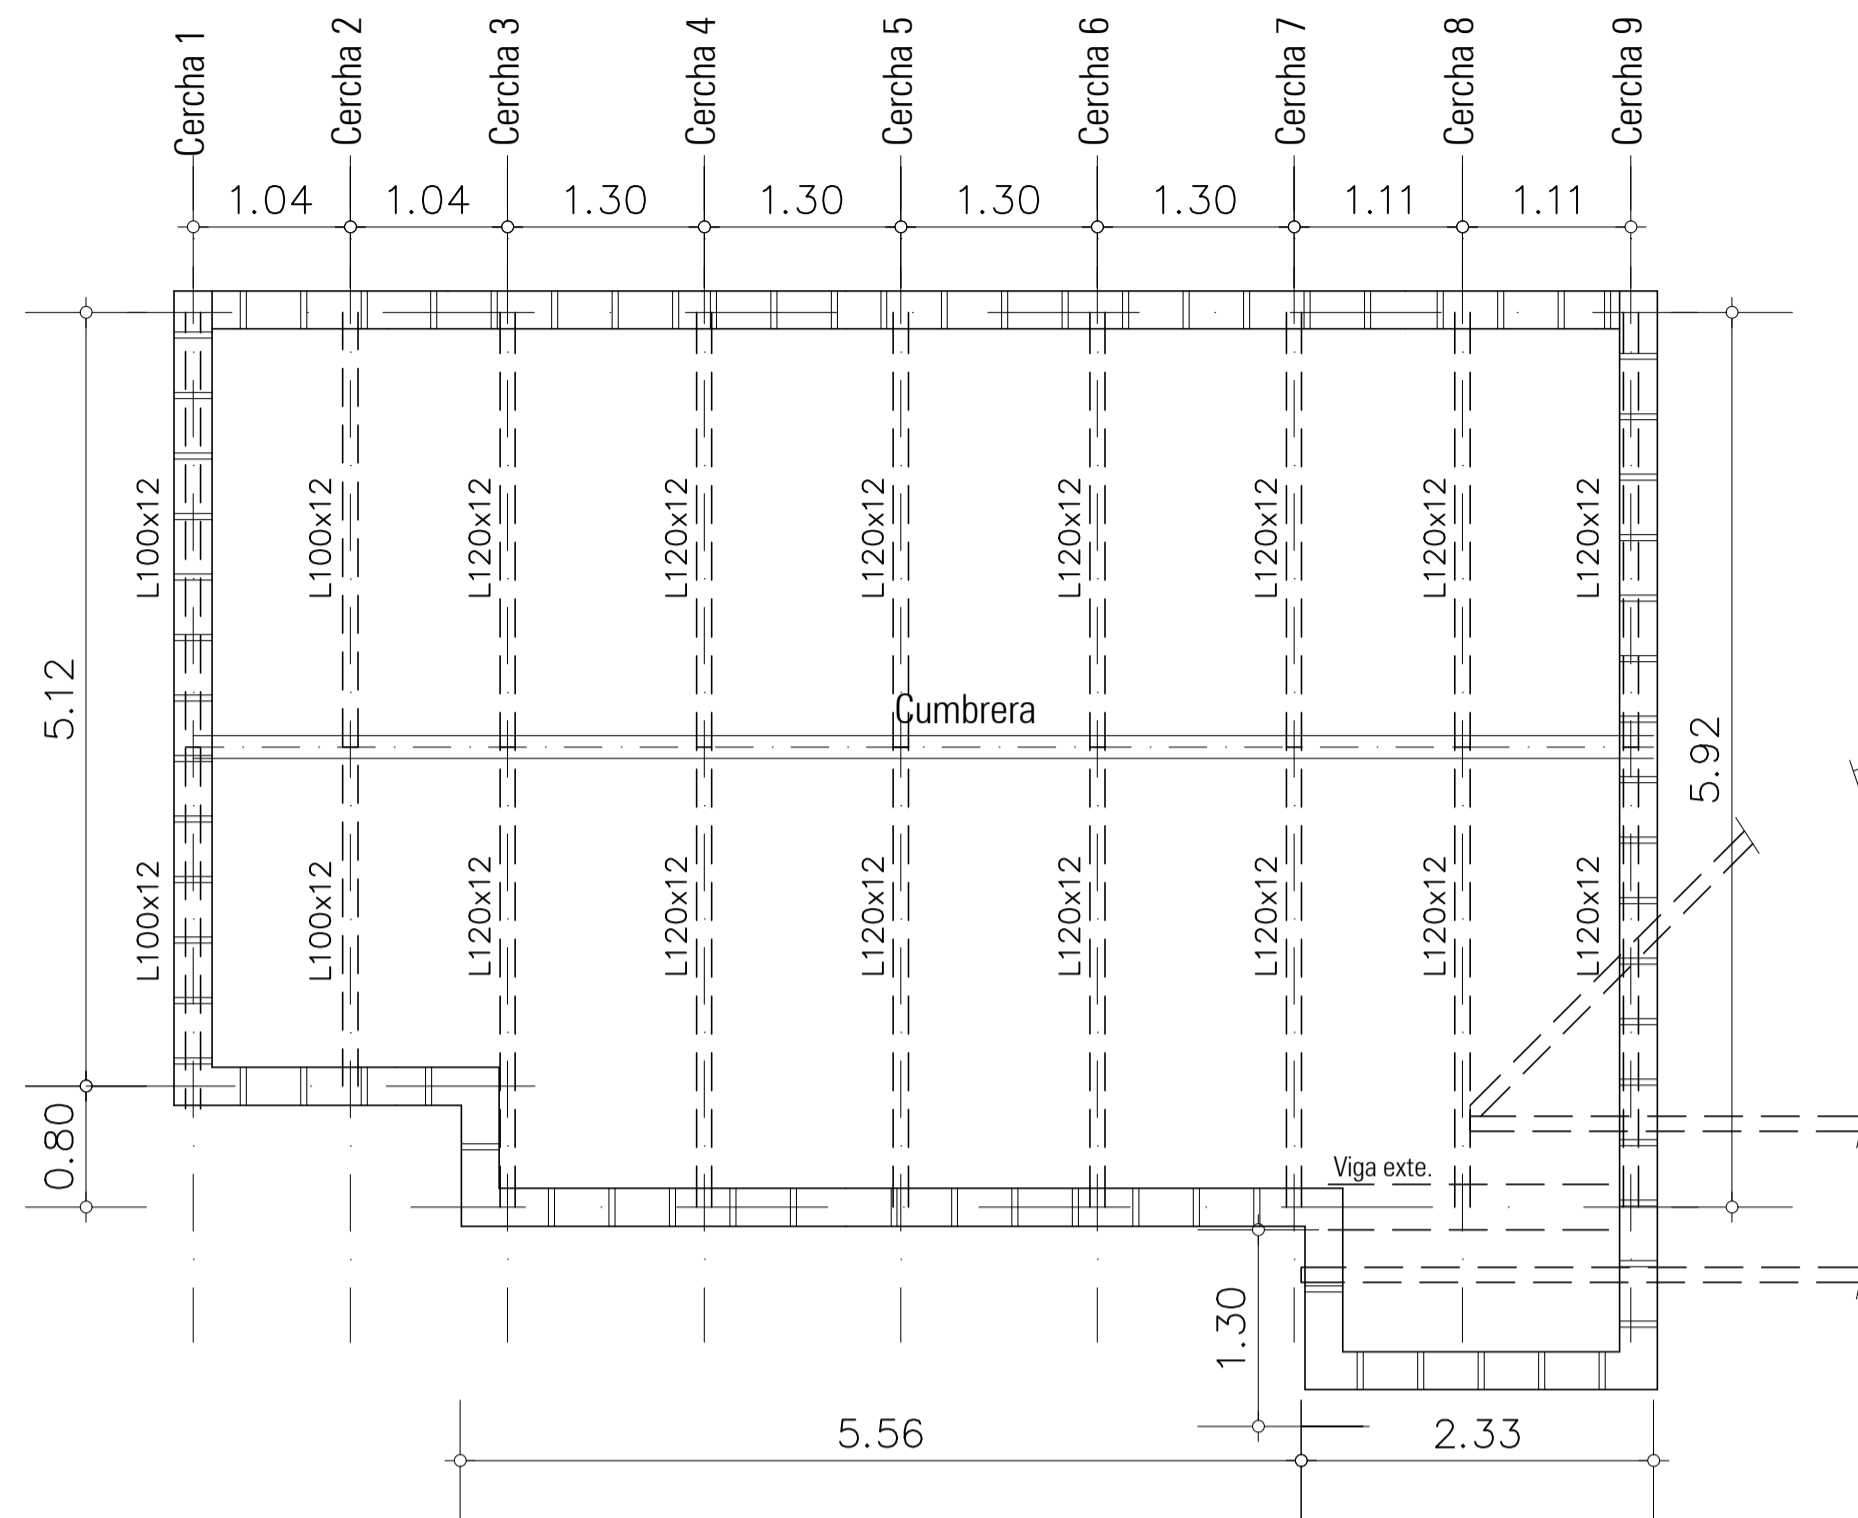 Cercha 1
Cercha 2
Cercha 3
Cercha 4
Cercha 5
Cercha 6
Cercha 7
Cercha 8
Cercha 9
1.04
1.04
1.30
1.30
1.30
1.30
1.11
1.11
L100x12
L100x12
L120x12
L120x12
L120x12
L120x12
L120x12
L120x12
L120x12
5.12
Cumbrera
5.92
L100x12
L100x12
L120x12
L120x12
L120x12
L120x12
L120x12
L120x12
L120x12
0.80
Viga exte.
1.30
5.56
2.33